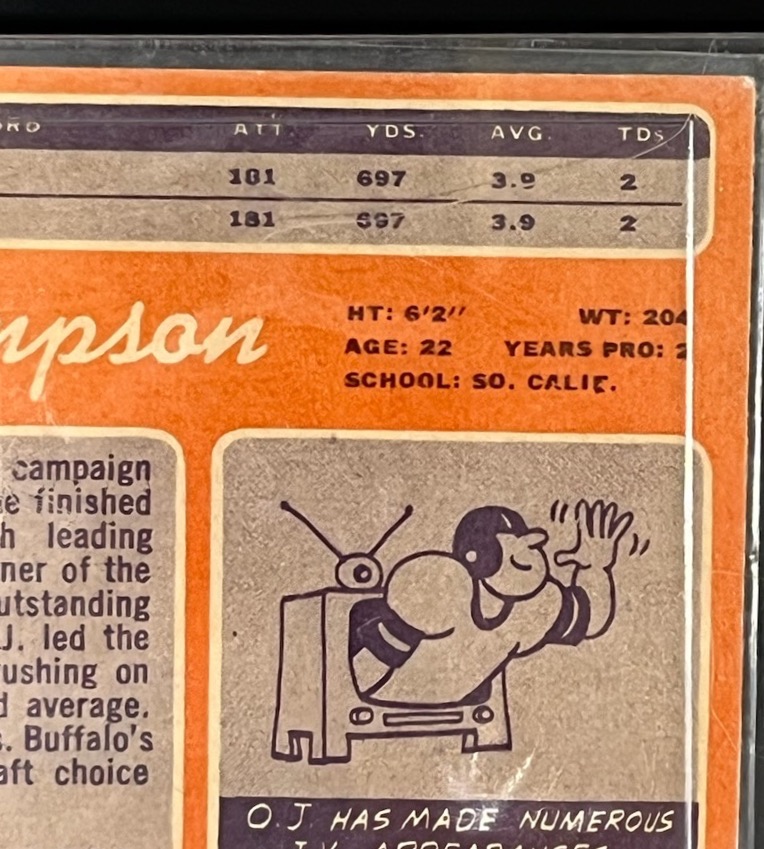 ATT. YDS. AVG. TDs
181 697 3.9 2
181 697 3.9 2
mpson
HT: 6'2" WT: 204
AGE: 22 YEARS PRO: 2
SCHOOL: SO. CALIF.
campaign
e finished
h leading
ner of the
utstanding
J. led the
ushing on
d average.
s. Buffalo's
aft choice
O.J. HAS MADE NUMEROUS
T.V. APPEARANCES